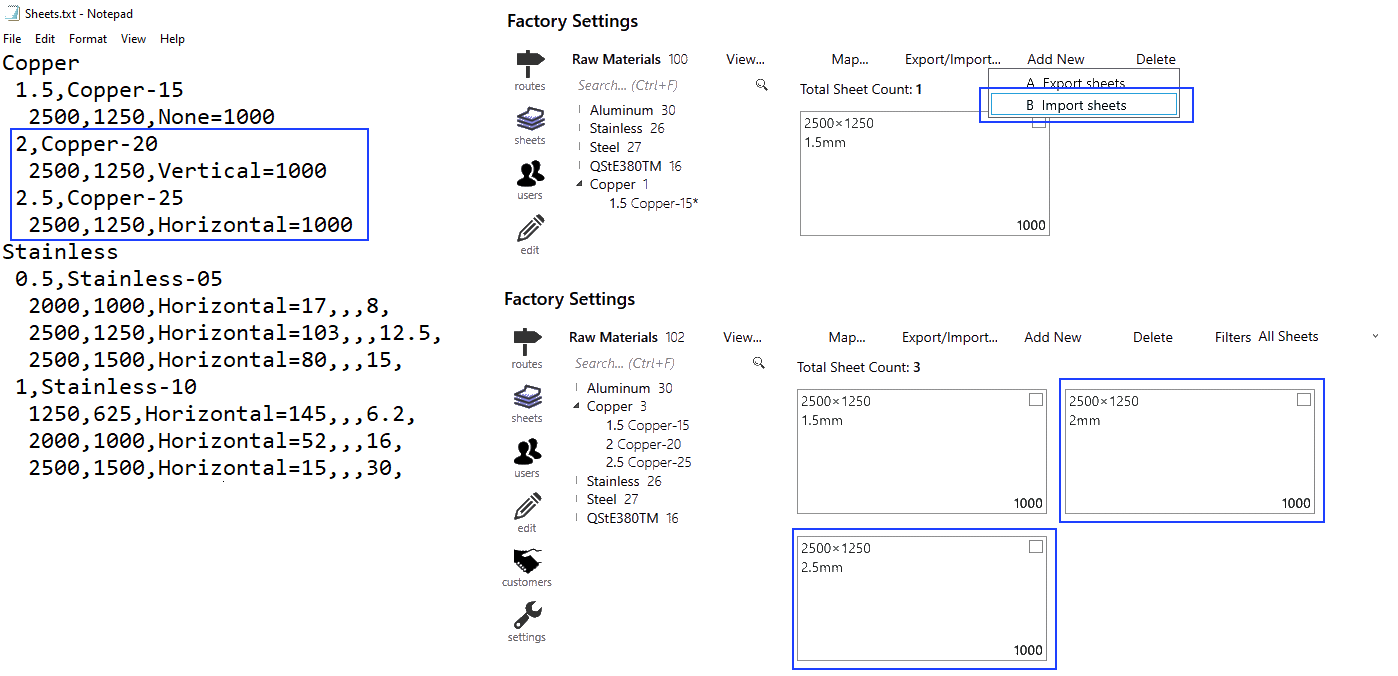 Sheets.txt - Notepad
File Edit Format View Help
Copper
1.5,Copper-15
2500,1250,None=1000
2,Copper-20
2500,1250,Vertical=1000
2.5,Copper-25
2500,1250,Horizontal=1000
Stainless
0.5,Stainless-05
2000,1000,Horizontal=17,,,8,
2500,1250,Horizontal=103,,,12.5,
2500,1500,Horizontal=80,,,15,
1,Stainless-10
1250,625,Horizontal=145,,,6.2,
2000,1000,Horizontal=52,,,16,
2500,1500,Horizontal=15,,,30,
Factory Settings
routes
sheets
users
edit
Raw Materials 100 View...
Search... (Ctrl+F)
Aluminum 30
Stainless 26
Steel 27
QStE380TM 16
Copper 1
1.5 Copper-15*
Map... Export/Import... Add New Delete
A Export sheets
B Import sheets
Total Sheet Count: 1
2500×1250
1.5mm
1000
Factory Settings
routes
sheets
users
edit
customers
settings
Raw Materials 102 View...
Search... (Ctrl+F)
Aluminum 30
Copper 3
1.5 Copper-15
2 Copper-20
2.5 Copper-25
Stainless 26
Steel 27
QStE380TM 16
Map... Export/Import... Add New Delete Filters All Sheets
Total Sheet Count: 3
2500×1250
1.5mm
1000
2500×1250
2mm
1000
2500×1250
2.5mm
1000